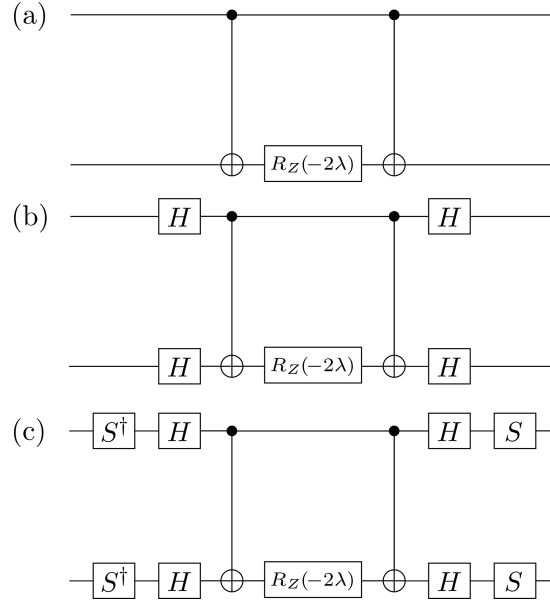 (a)
R_Z(−2λ)
(b) H H
H R_Z(−2λ) H
(c) S† H H S
S† H R_Z(−2λ) H S